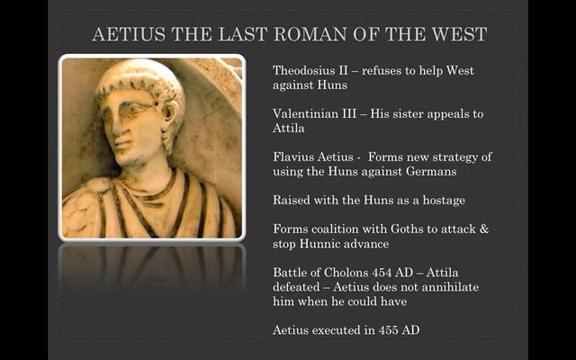 AETIUS THE LAST ROMAN OF THE WEST
Theodosius II – refuses to help West
against Huns
Valentinian III – His sister appeals to
Attila
Flavius Aetius -  Forms new strategy of
using the Huns against Germans
Raised with the Huns as a hostage
Forms coalition with Goths to attack &
stop Hunnic advance
Battle of Cholons 454 AD – Attila
defeated – Aetius does not annihilate
him when he could have
Aetius executed in 455 AD